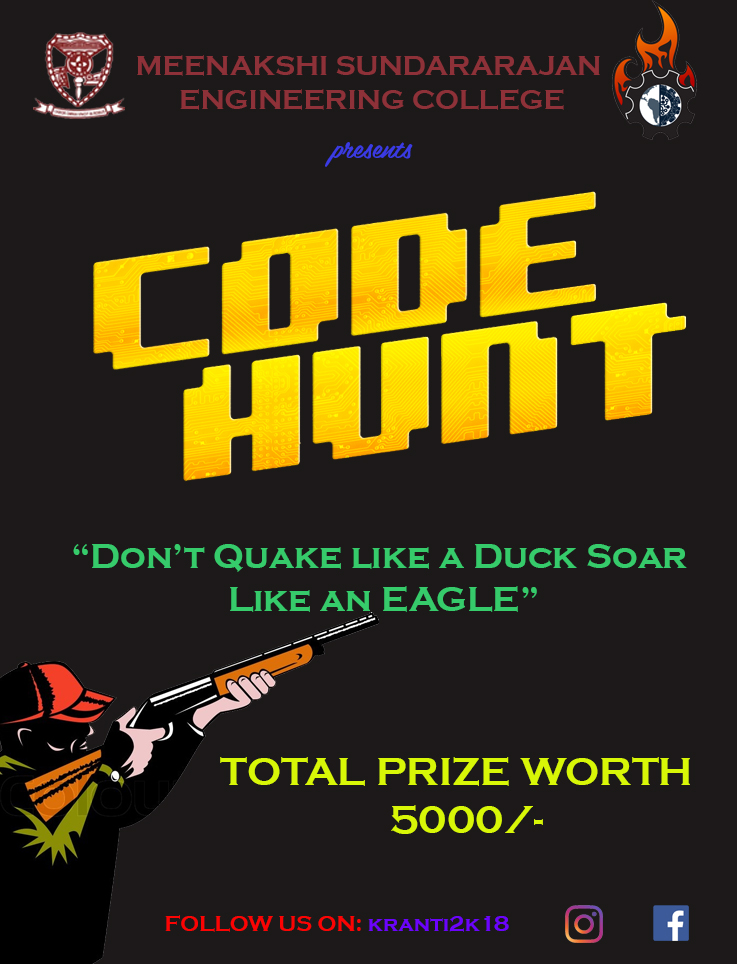 MEENAKSHI SUNDARARAJAN
ENGINEERING COLLEGE
presents
CODE
HUNT
“DON’T QUAKE LIKE A DUCK SOAR
LIKE AN EAGLE”
TOTAL PRIZE WORTH
5000/-
FOLLOW US ON: KRANTI2K18